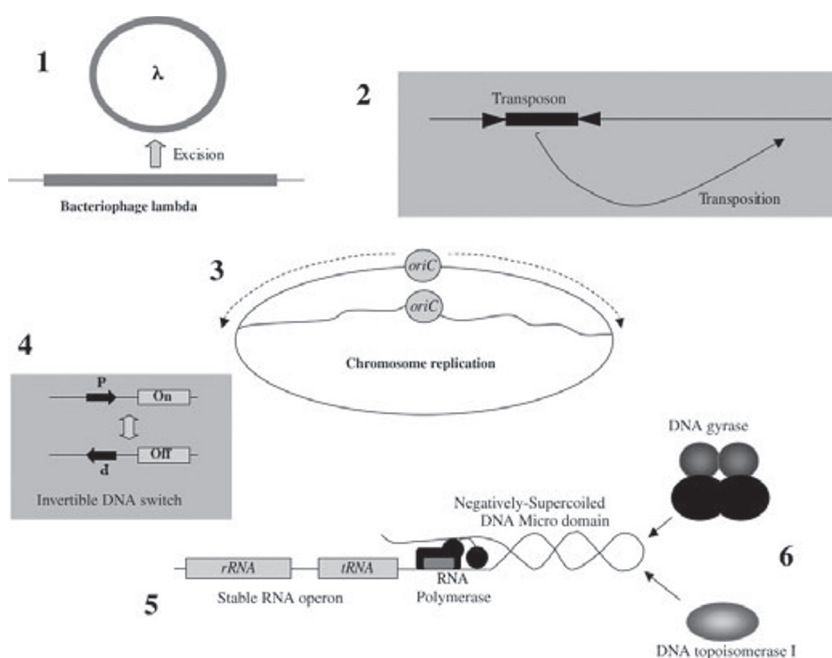 1
λ
Excision
Bacteriophage lambda
2
Transposon
Transposition
3
oriC
oriC
Chromosome replication
4
P
On
P
Off
Invertible DNA switch
DNA gyrase
Negatively-Supercoiled
DNA Micro domain
rRNA
tRNA
RNA
Polymerase
Stable RNA operon
5
6
DNA topoisomerase I